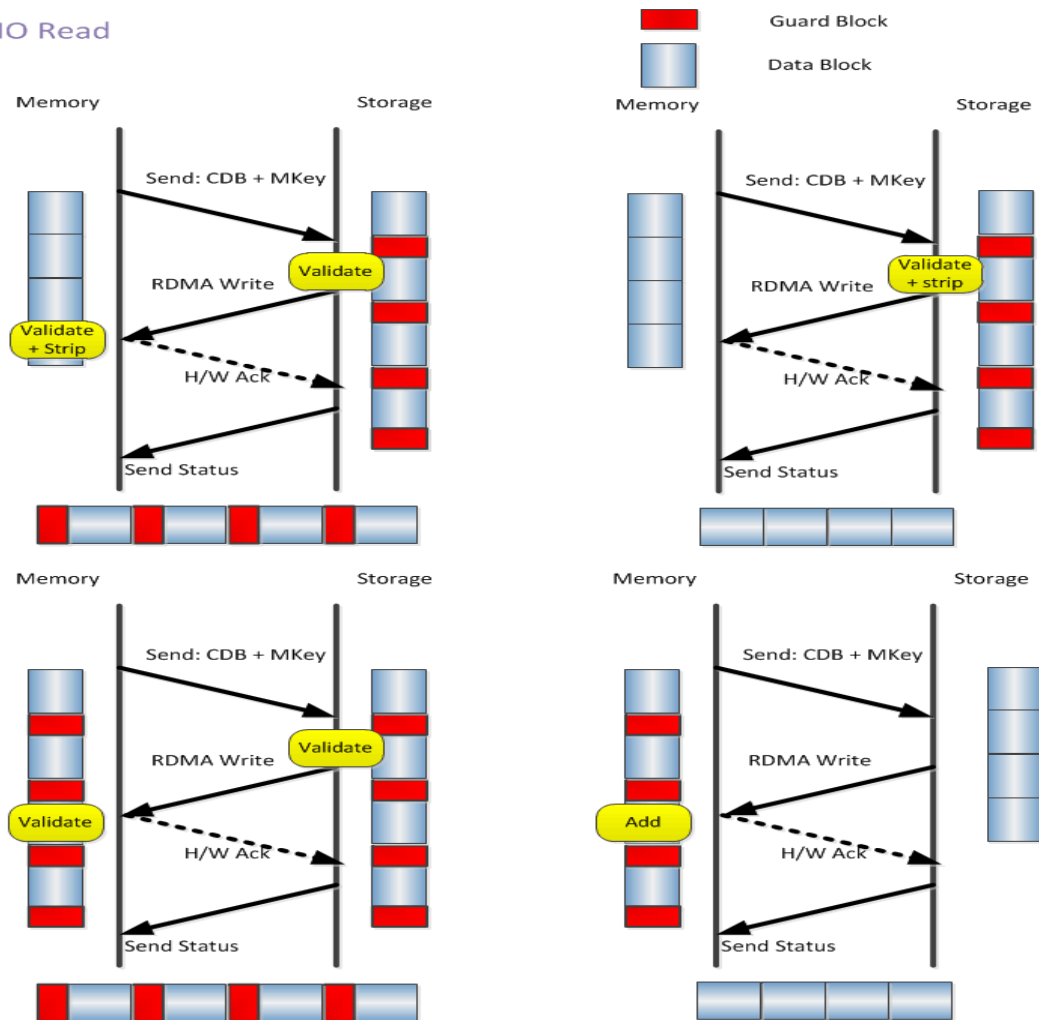 IO Read
Guard Block
Data Block
Memory
Storage
Send: CDB + MKey
Validate
RDMA Write
Validate
+ Strip
H/W Ack
Send Status
Memory
Storage
Send: CDB + MKey
Validate
+ strip
RDMA Write
H/W Ack
Send Status
Memory
Storage
Send: CDB + MKey
Validate
RDMA Write
Validate
H/W Ack
Send Status
Memory
Storage
Send: CDB + MKey
RDMA Write
Add
H/W Ack
Send Status